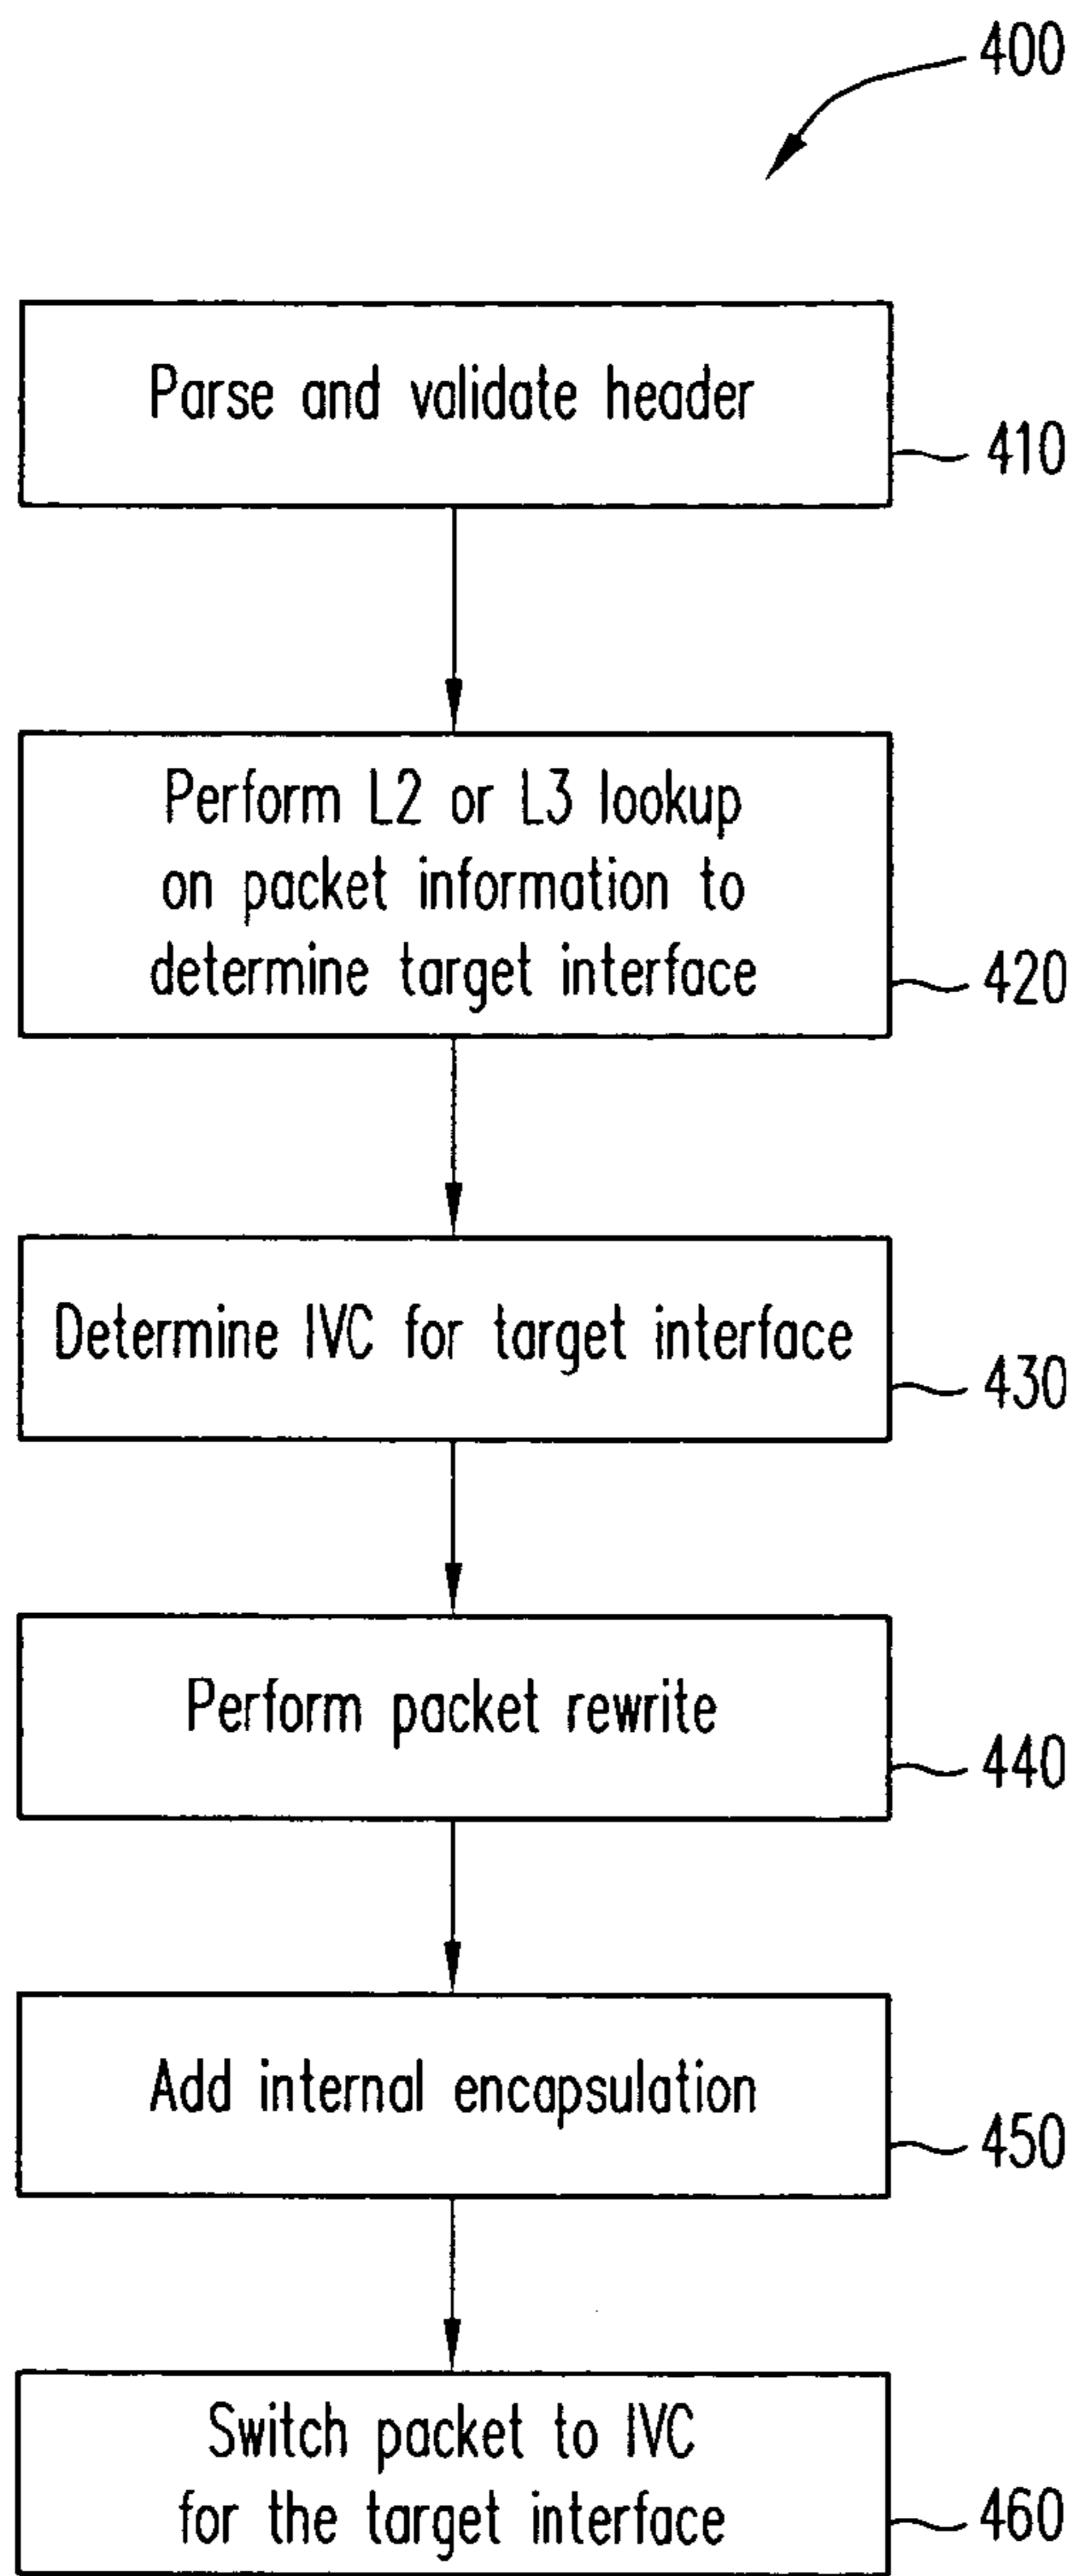 400
Parse and validate header
410
Perform L2 or L3 lookup
on packet information to
determine target interface
420
Determine IVC for target interface
430
Perform packet rewrite
440
Add internal encapsulation
450
Switch packet to IVC
for the target interface
460